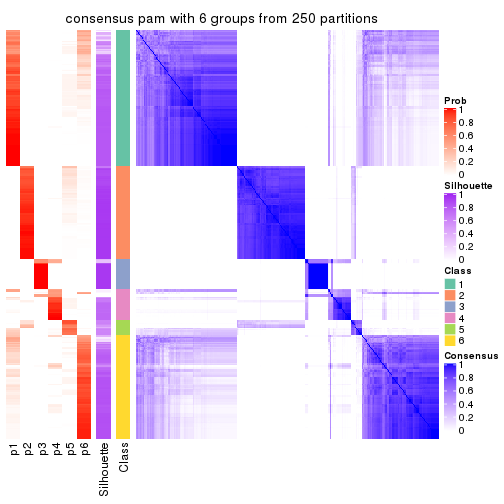 consensus pam with 6 groups from 250 partitions
p1
p2
p3
p4
p5
p6
Silhouette
Class
Prob
1
0.8
0.6
0.4
0.2
0
Silhouette
1
0.8
0.6
0.4
0.2
0
Class
1
2
3
4
5
6
Consensus
1
0.8
0.6
0.4
0.2
0